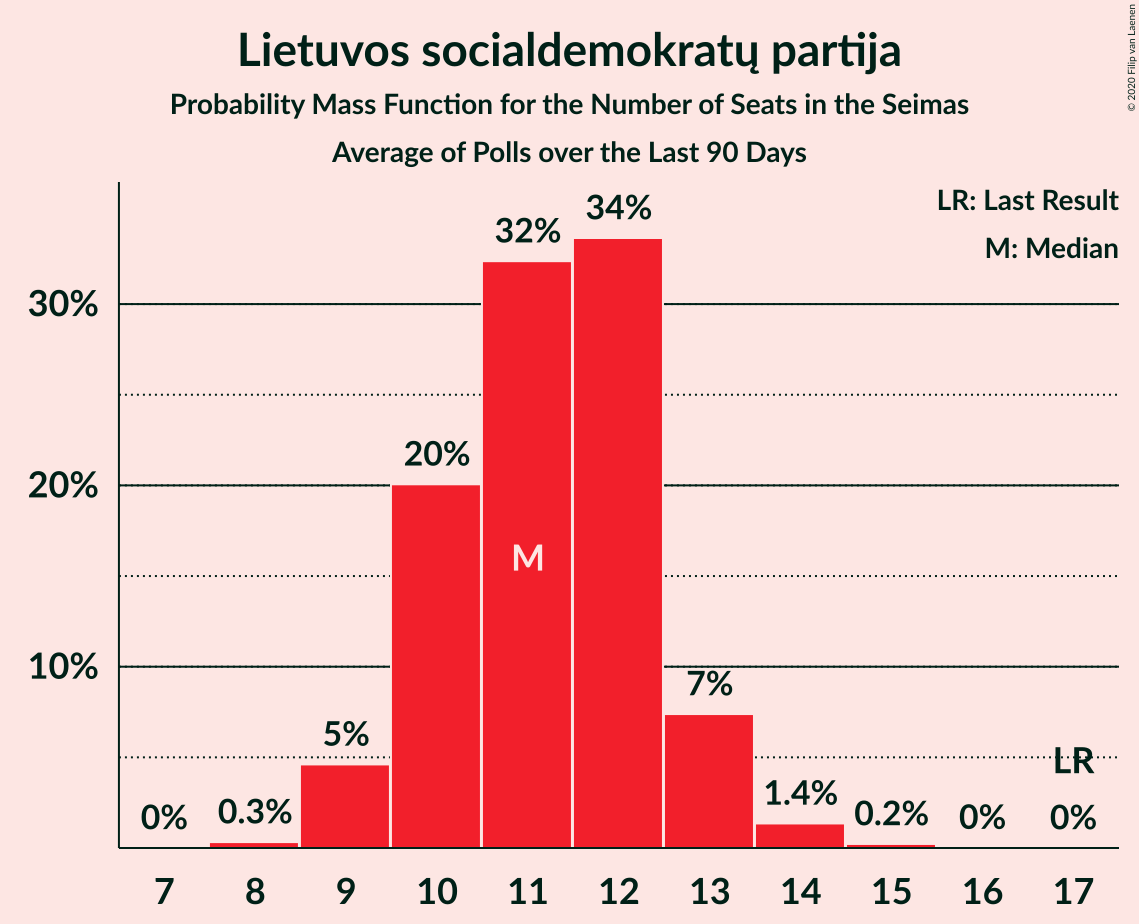 Lietuvos socialdemokratų partija
Probability Mass Function for the Number of Seats in the Seimas
Average of Polls over the Last 90 Days
© 2020 Filip van Laenen
LR: Last Result
M: Median
34%
32%
30%
20%
M
20%
10%
7%
5%
LR
1.4%
0% 0.3% 0.2% 0% 0%
7 8 9 10 11 12 13 14 15 16 17